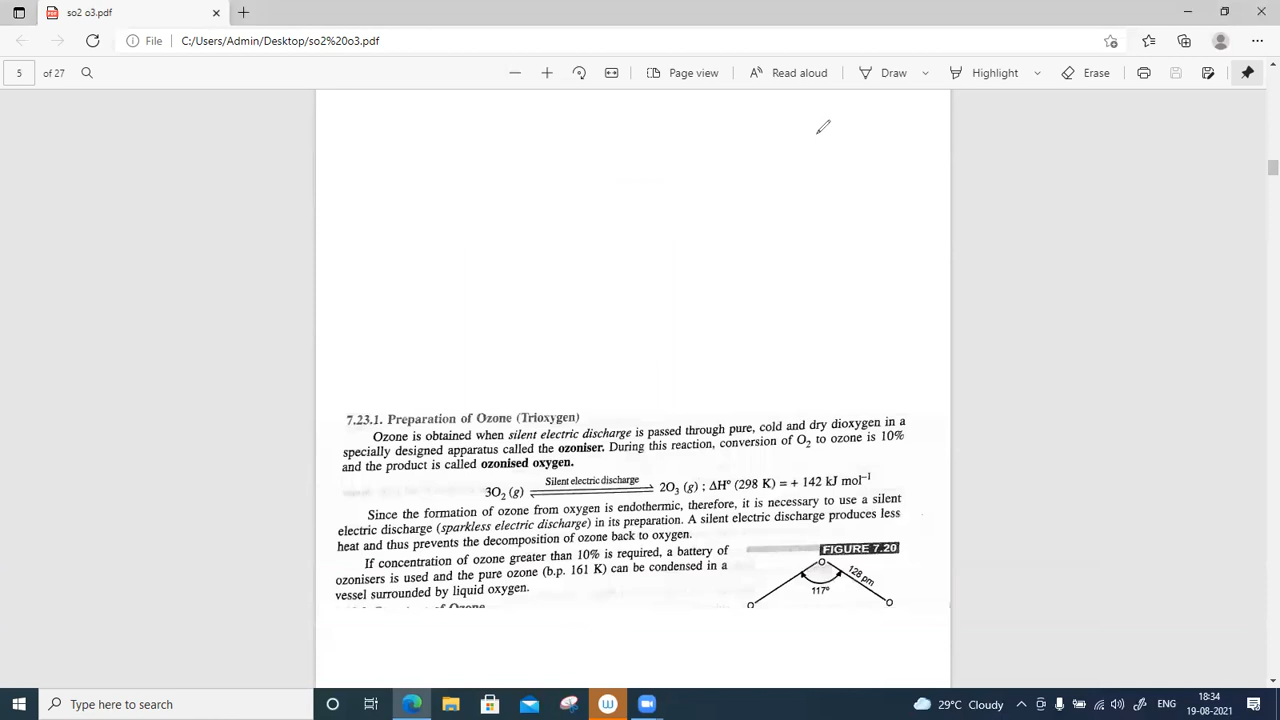 so2 o3.pdf
File C:/Users/Admin/Desktop/so2%20o3.pdf
5 of 27 Page view Read aloud Draw Highlight Erase
7.23.1. Preparation of Ozone (Trioxygen)
Ozone is obtained when silent electric discharge is passed through pure, cold and dry dioxygen in a
specially designed apparatus called the ozoniser. During this reaction, conversion of O₂ to ozone is 10%
and the product is called ozonised oxygen.
Silent electric discharge
3O₂ (g) ⇌ 2O₃ (g) ; ΔH° (298 K) = + 142 kJ mol⁻¹
Since the formation of ozone from oxygen is endothermic, therefore, it is necessary to use a silent
electric discharge (sparkless electric discharge) in its preparation. A silent electric discharge produces less
heat and thus prevents the decomposition of ozone back to oxygen.
If concentration of ozone greater than 10% is required, a battery of
ozonisers is used and the pure ozone (b.p. 161 K) can be condensed in a
vessel surrounded by liquid oxygen.
FIGURE 7.20
O
128 pm
117°
O O
Type here to search
29°C Cloudy ENG 18:34
19-08-2021